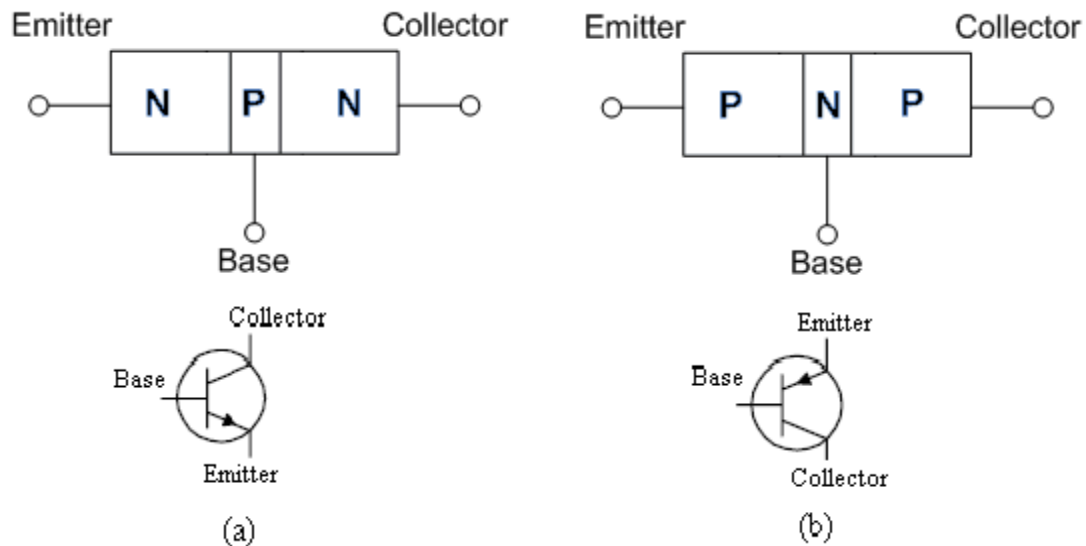 Emitter Collector
N P N
Base
Collector
Base
Emitter
(a)
Emitter Collector
P N P
Base
Emitter
Base
Collector
(b)